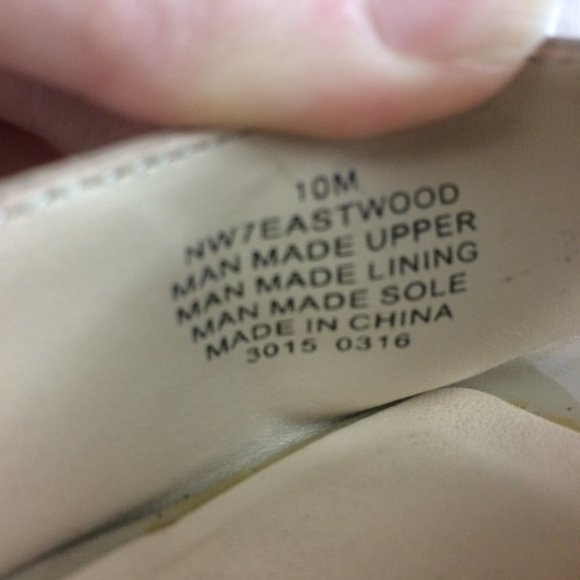 10M
NW7EASTWOOD
MAN MADE UPPER
MAN MADE LINING
MAN MADE SOLE
MADE IN CHINA
3015 0316